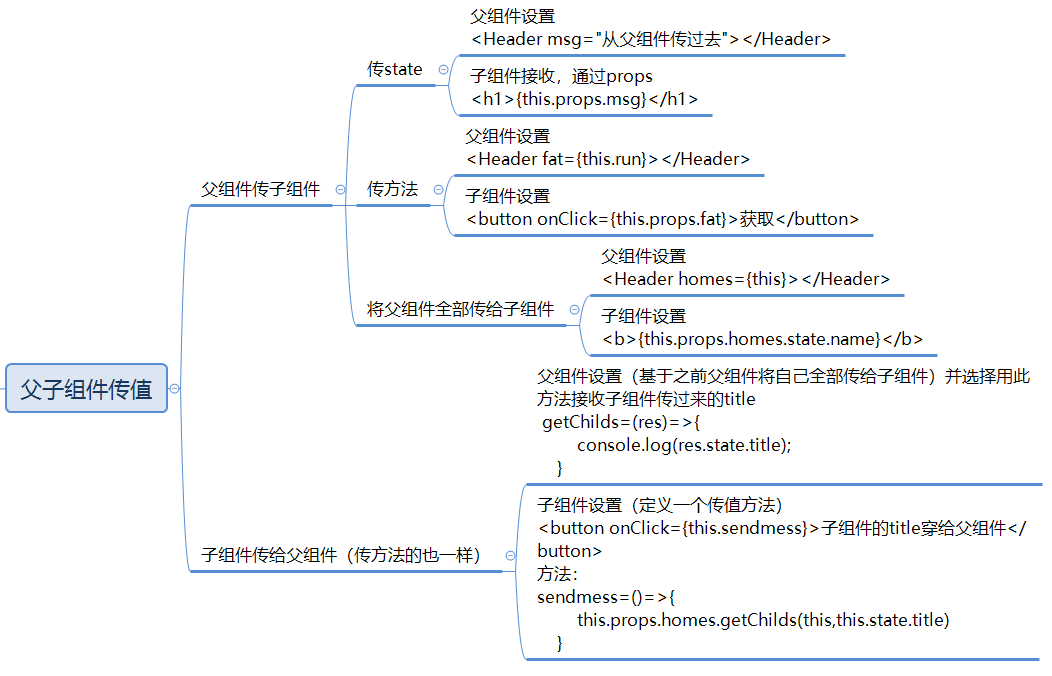 父子组件传值
父组件传子组件
传state
父组件设置
<Header msg="从父组件传过去"></Header>
子组件接收，通过props
<h1>{this.props.msg}</h1>
传方法
父组件设置
<Header fat={this.run}></Header>
子组件设置
<button onClick={this.props.fat}>获取</button>
将父组件全部传给子组件
父组件设置
<Header homes={this}></Header>
子组件设置
<b>{this.props.homes.state.name}</b>
子组件传给父组件（传方法的也一样）
父组件设置（基于之前父组件将自己全部传给子组件）并选择用此
方法接收子组件传过来的title
getChilds=(res)=>{
console.log(res.state.title);
}
子组件设置（定义一个传值方法）
<button onClick={this.sendmess}>子组件的title穿给父组件</
button>
方法：
sendmess=()=>{
this.props.homes.getChilds(this,this.state.title)
}